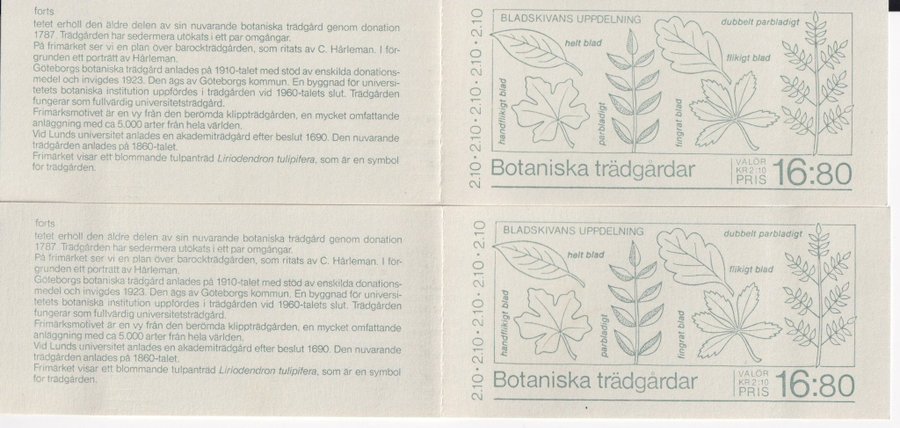 forts
tetet erhöll den äldre delen av sin nuvarande botaniska trädgård genom donation
1787. Trädgården har sedermera utökats i ett par omgångar.
På frimärket ser vi en plan över barockträdgården, som ritats av C. Hårleman. I för-
grunden ett porträtt av Hårleman.
Göteborgs botaniska trädgård anlades på 1910-talet med stöd av enskilda donations-
medel och invigdes 1923. Den ägs av Göteborgs kommun. En byggnad för universi-
tetets botaniska institution uppfördes i trädgården vid 1960-talets slut. Trädgården
fungerar som fullvärdig universitetsträdgård.
Frimärksmotivet är en vy från den berömda klippträdgården, en mycket omfattande
anläggning med ca 5.000 arter från hela världen.
Vid Lunds universitet anlades en akademiträdgård efter beslut 1690. Den nuvarande
trädgården anlades på 1860-talet.
Frimärket visar ett blommande tulpanträd Liriodendron tulipifera, som är en symbol
för trädgården.
2.10 · 2.10 · 2.10 · 2.10 · 2.10
BLADSKIVANS UPPDELNING
dubbelt parbladigt
helt blad
flikigt blad
handflikigt blad
parbladigt
fingrat blad
Botaniska trädgårdar
VALÖR
KR 2:10
PRIS 16:80
forts
tetet erhöll den äldre delen av sin nuvarande botaniska trädgård genom donation
1787. Trädgården har sedermera utökats i ett par omgångar.
På frimärket ser vi en plan över barockträdgården, som ritats av C. Hårleman. I för-
grunden ett porträtt av Hårleman.
Göteborgs botaniska trädgård anlades på 1910-talet med stöd av enskilda donations-
medel och invigdes 1923. Den ägs av Göteborgs kommun. En byggnad för universi-
tetets botaniska institution uppfördes i trädgården vid 1960-talets slut. Trädgården
fungerar som fullvärdig universitetsträdgård.
Frimärksmotivet är en vy från den berömda klippträdgården, en mycket omfattande
anläggning med ca 5.000 arter från hela världen.
Vid Lunds universitet anlades en akademiträdgård efter beslut 1690. Den nuvarande
trädgården anlades på 1860-talet.
Frimärket visar ett blommande tulpanträd Liriodendron tulipifera, som är en symbol
för trädgården.
2.10 · 2.10 · 2.10 · 2.10 · 2.10
BLADSKIVANS UPPDELNING
dubbelt parbladigt
helt blad
flikigt blad
handflikigt blad
parbladigt
fingrat blad
Botaniska trädgårdar
VALÖR
KR 2:10
PRIS 16:80